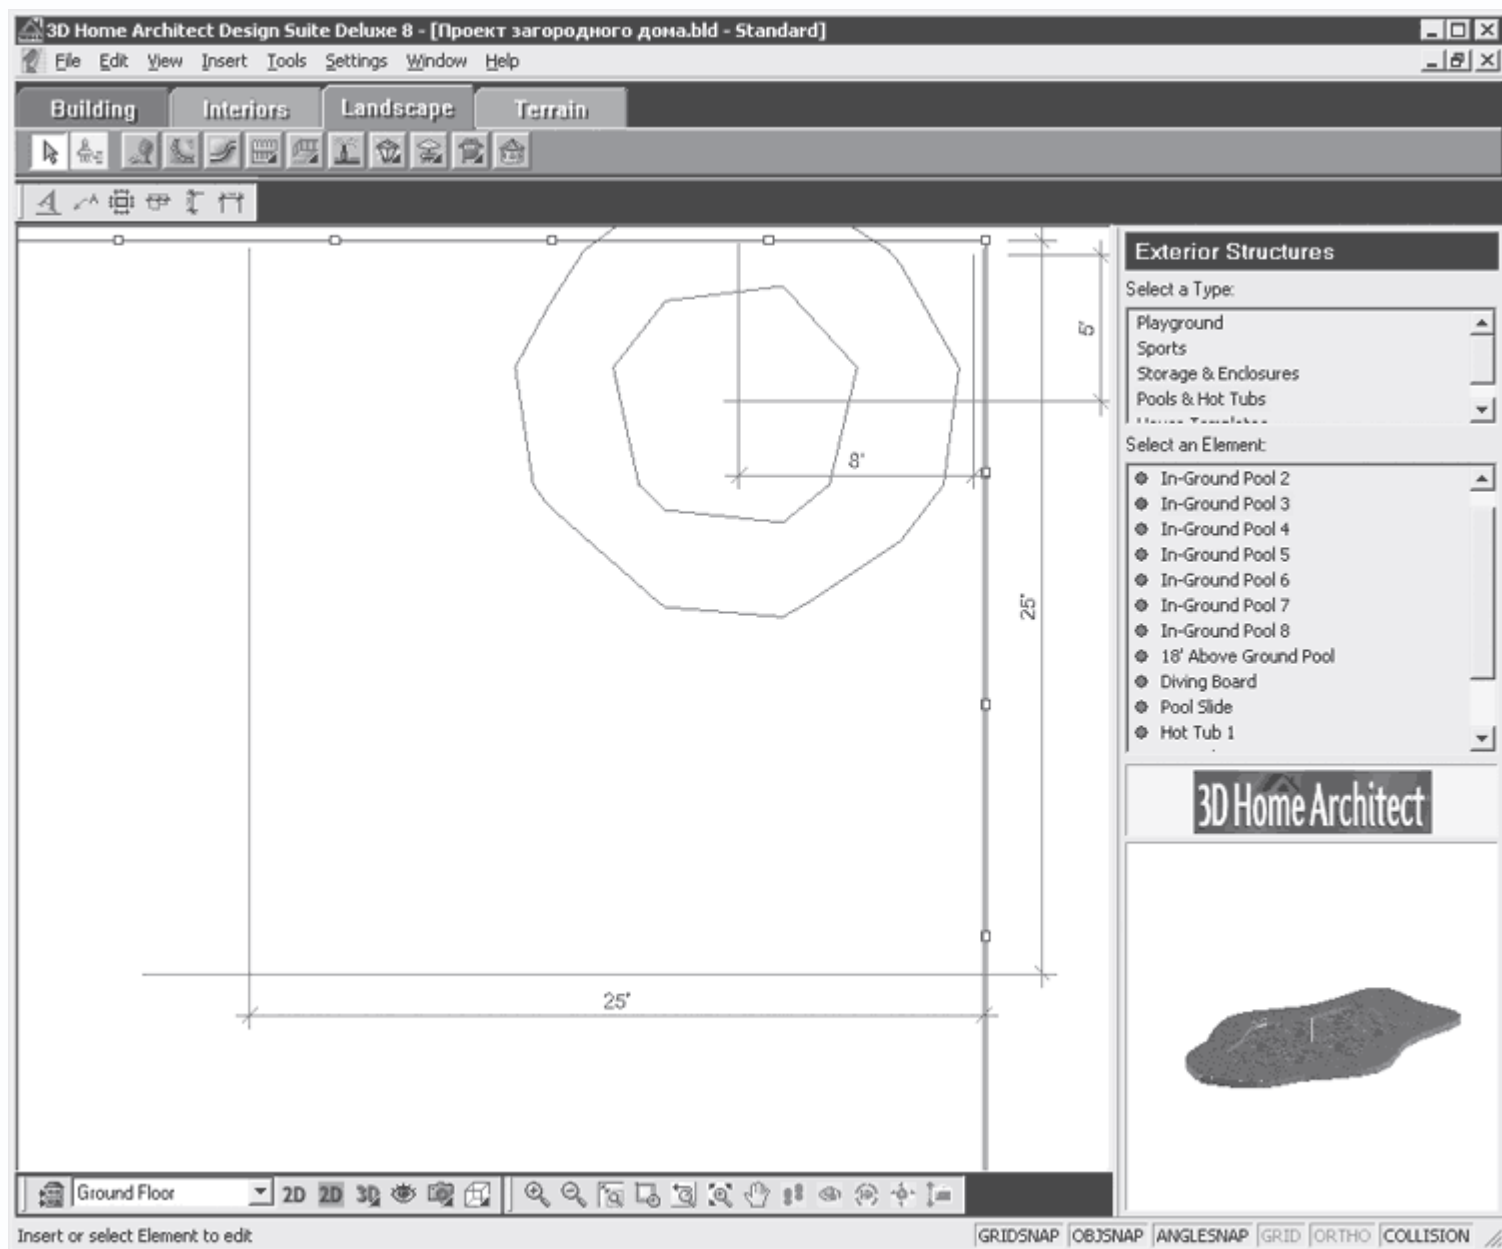 3D Home Architect Design Suite Deluxe 8 - [Проект загородного дома.bld - Standard]
File Edit View Insert Tools Settings Window Help
Building Interiors Landscape Terrain
Exterior Structures
Select a Type:
Playground
Sports
Storage & Enclosures
Pools & Hot Tubs
Select an Element:
In-Ground Pool 2
In-Ground Pool 3
In-Ground Pool 4
In-Ground Pool 5
In-Ground Pool 6
In-Ground Pool 7
In-Ground Pool 8
18' Above Ground Pool
Diving Board
Pool Slide
Hot Tub 1
5'
8'
25'
25'
3D Home Architect
Ground Floor 2D 2D 3D
Insert or select Element to edit GRIDSNAP OBJSNAP ANGLESNAP GRID ORTHO COLLISION